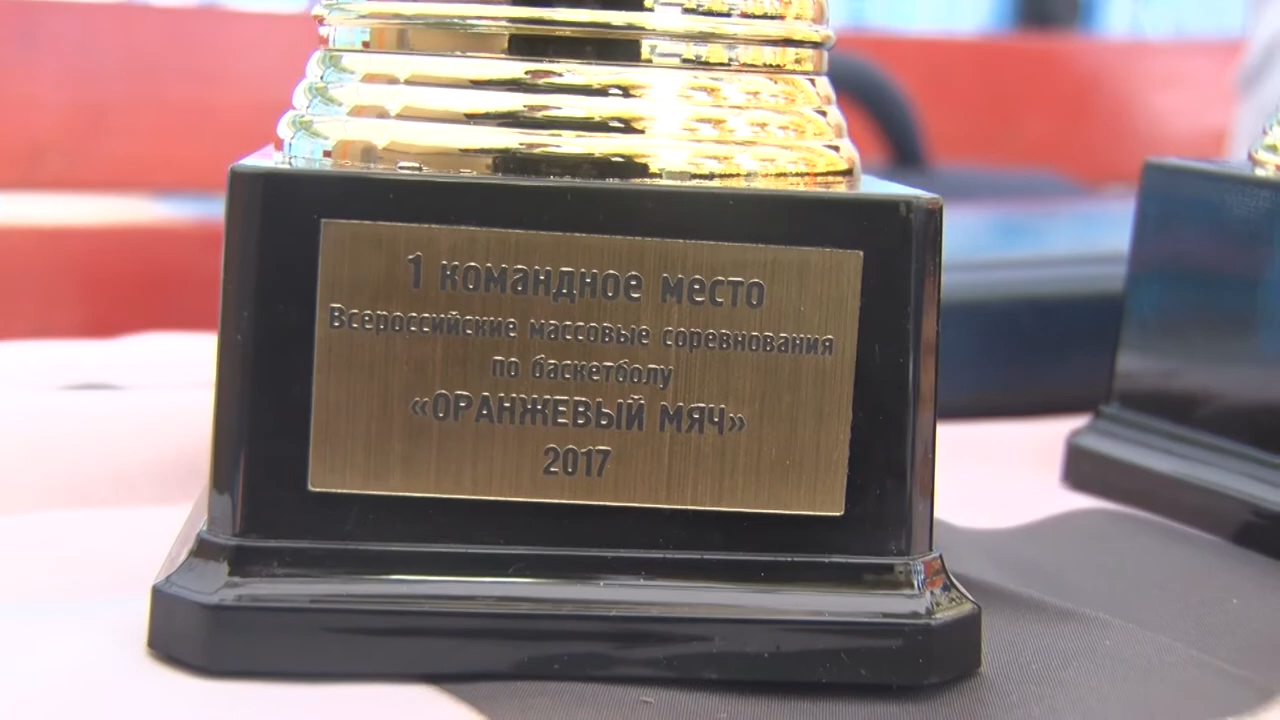 1 командное место
Всероссийские массовые соревнования
по баскетболу
«ОРАНЖЕВЫЙ МЯЧ»
2017